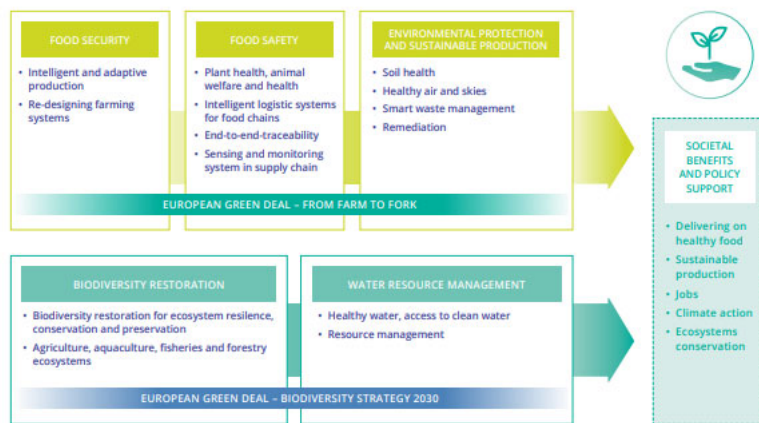 FOOD SECURITY
• Intelligent and adaptive
production
• Re-designing farming
systems
FOOD SAFETY
• Plant health, animal
welfare and health
• Intelligent logistic systems
for food chains
• End-to-end-traceability
• Sensing and monitoring
system in supply chain
ENVIRONMENTAL PROTECTION
AND SUSTAINABLE PRODUCTION
• Soil health
• Healthy air and skies
• Smart waste management
• Remediation
EUROPEAN GREEN DEAL – FROM FARM TO FORK
BIODIVERSITY RESTORATION
• Biodiversity restoration for ecosystem resilence,
conservation and preservation
• Agriculture, aquaculture, fisheries and forestry
ecosystems
WATER RESOURCE MANAGEMENT
• Healthy water, access to clean water
• Resource management
EUROPEAN GREEN DEAL – BIODIVERSITY STRATEGY 2030
SOCIETAL
BENEFITS
AND POLICY
SUPPORT
• Delivering on
healthy food
• Sustainable
production
• Jobs
• Climate action
• Ecosystems
conservation